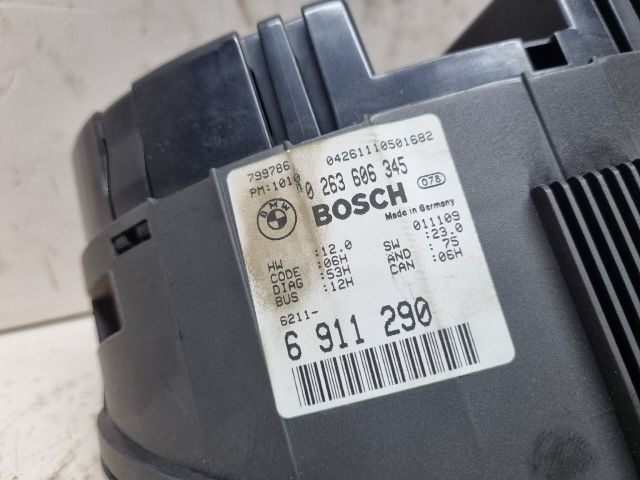 799786 04261110501682
PM:1010 0 263 606 345
BMW BOSCH 078
Made in Germany
011109
HW :12.0 SW :23.0
CODE :06H AND : 75
DIAG :53H CAN :06H
BUS :12H
6211-
6 911 290